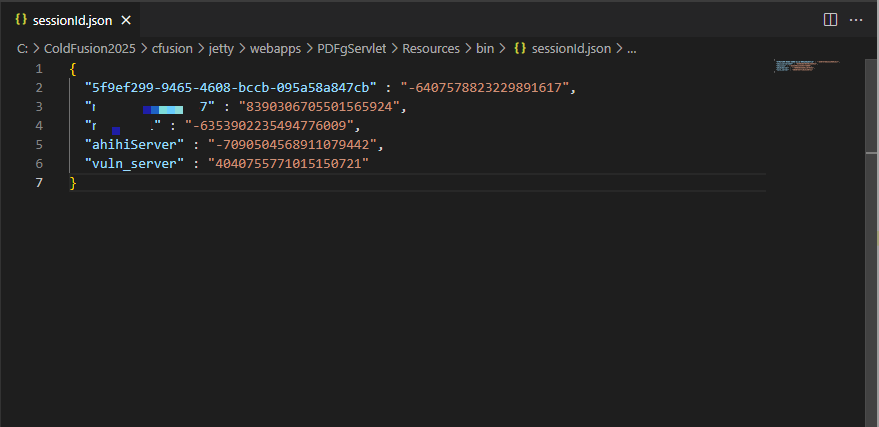 {} sessionId.json ×
C: > ColdFusion2025 > cfusion > jetty > webapps > PDFgServlet > Resources > bin > {} sessionId.json > ...
1 {
2 "5f9ef299-9465-4608-bccb-095a58a847cb" : "-6407578823229891617",
3 7" : "8390306705501565924",
4 " : "-6353902235494776009",
5 "ahihiServer" : "-7090504568911079442",
6 "vuln_server" : "4040755771015150721"
7 }